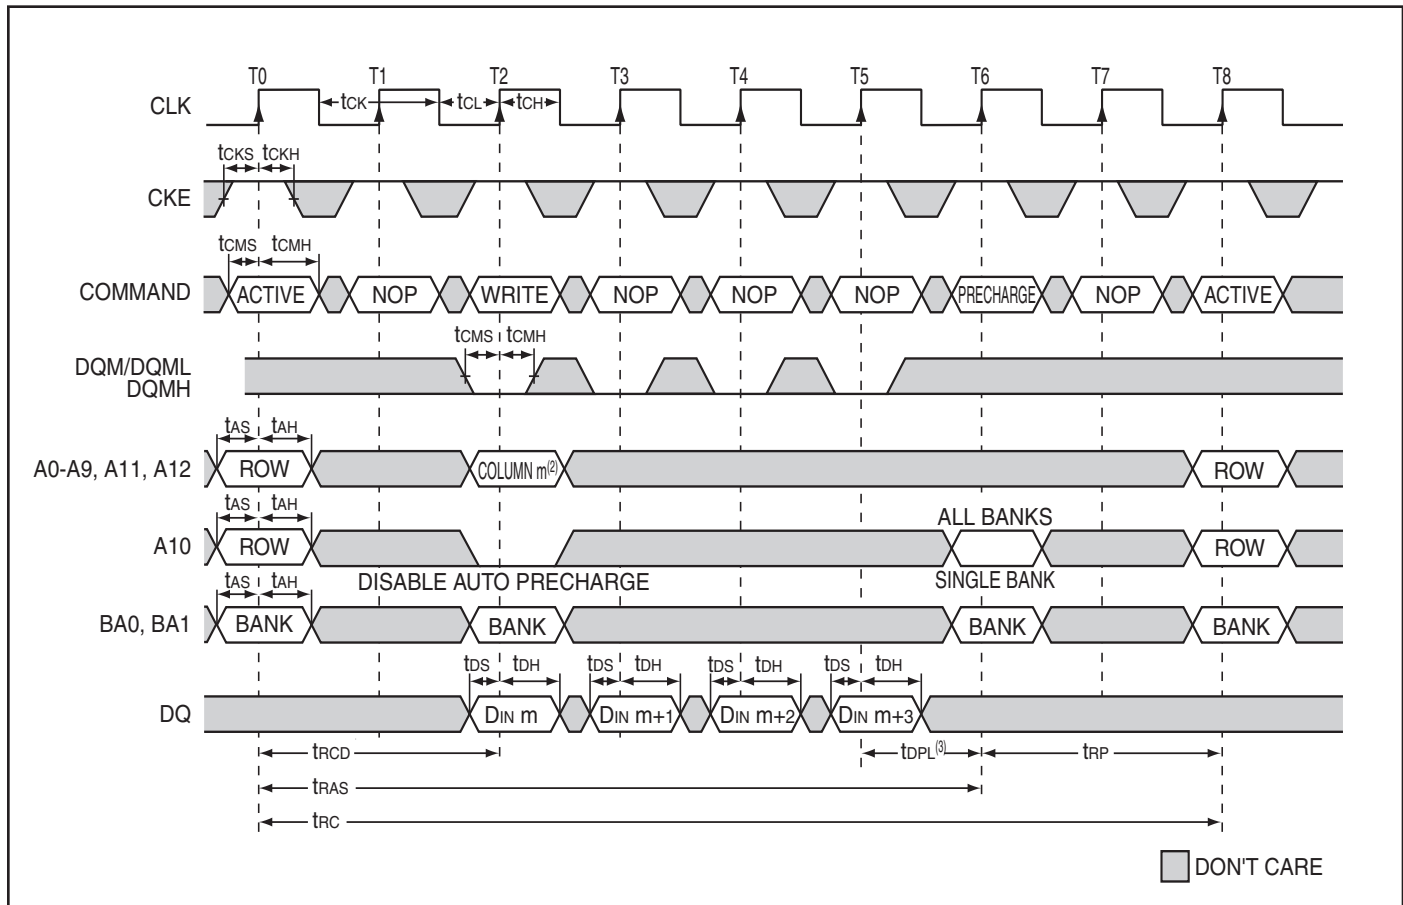 T0 T1 T2 T3 T4 T5 T6 T7 T8
CLK tCK tCL tCH
tCKS tCKH
CKE
tCMS tCMH
COMMAND ACTIVE NOP WRITE NOP NOP NOP PRECHARGE NOP ACTIVE
tCMS tCMH
DQM/DQML
DQMH
tAS tAH
A0-A9, A11, A12 ROW COLUMN m(2) ROW
tAS tAH
ALL BANKS
A10 ROW ROW
DISABLE AUTO PRECHARGE SINGLE BANK
tAS tAH
BA0, BA1 BANK BANK BANK BANK
tDS tDH tDS tDH tDS tDH tDS tDH
DQ DIN m DIN m+1 DIN m+2 DIN m+3
tRCD tDPL(3) tRP
tRAS
tRC
DON'T CARE